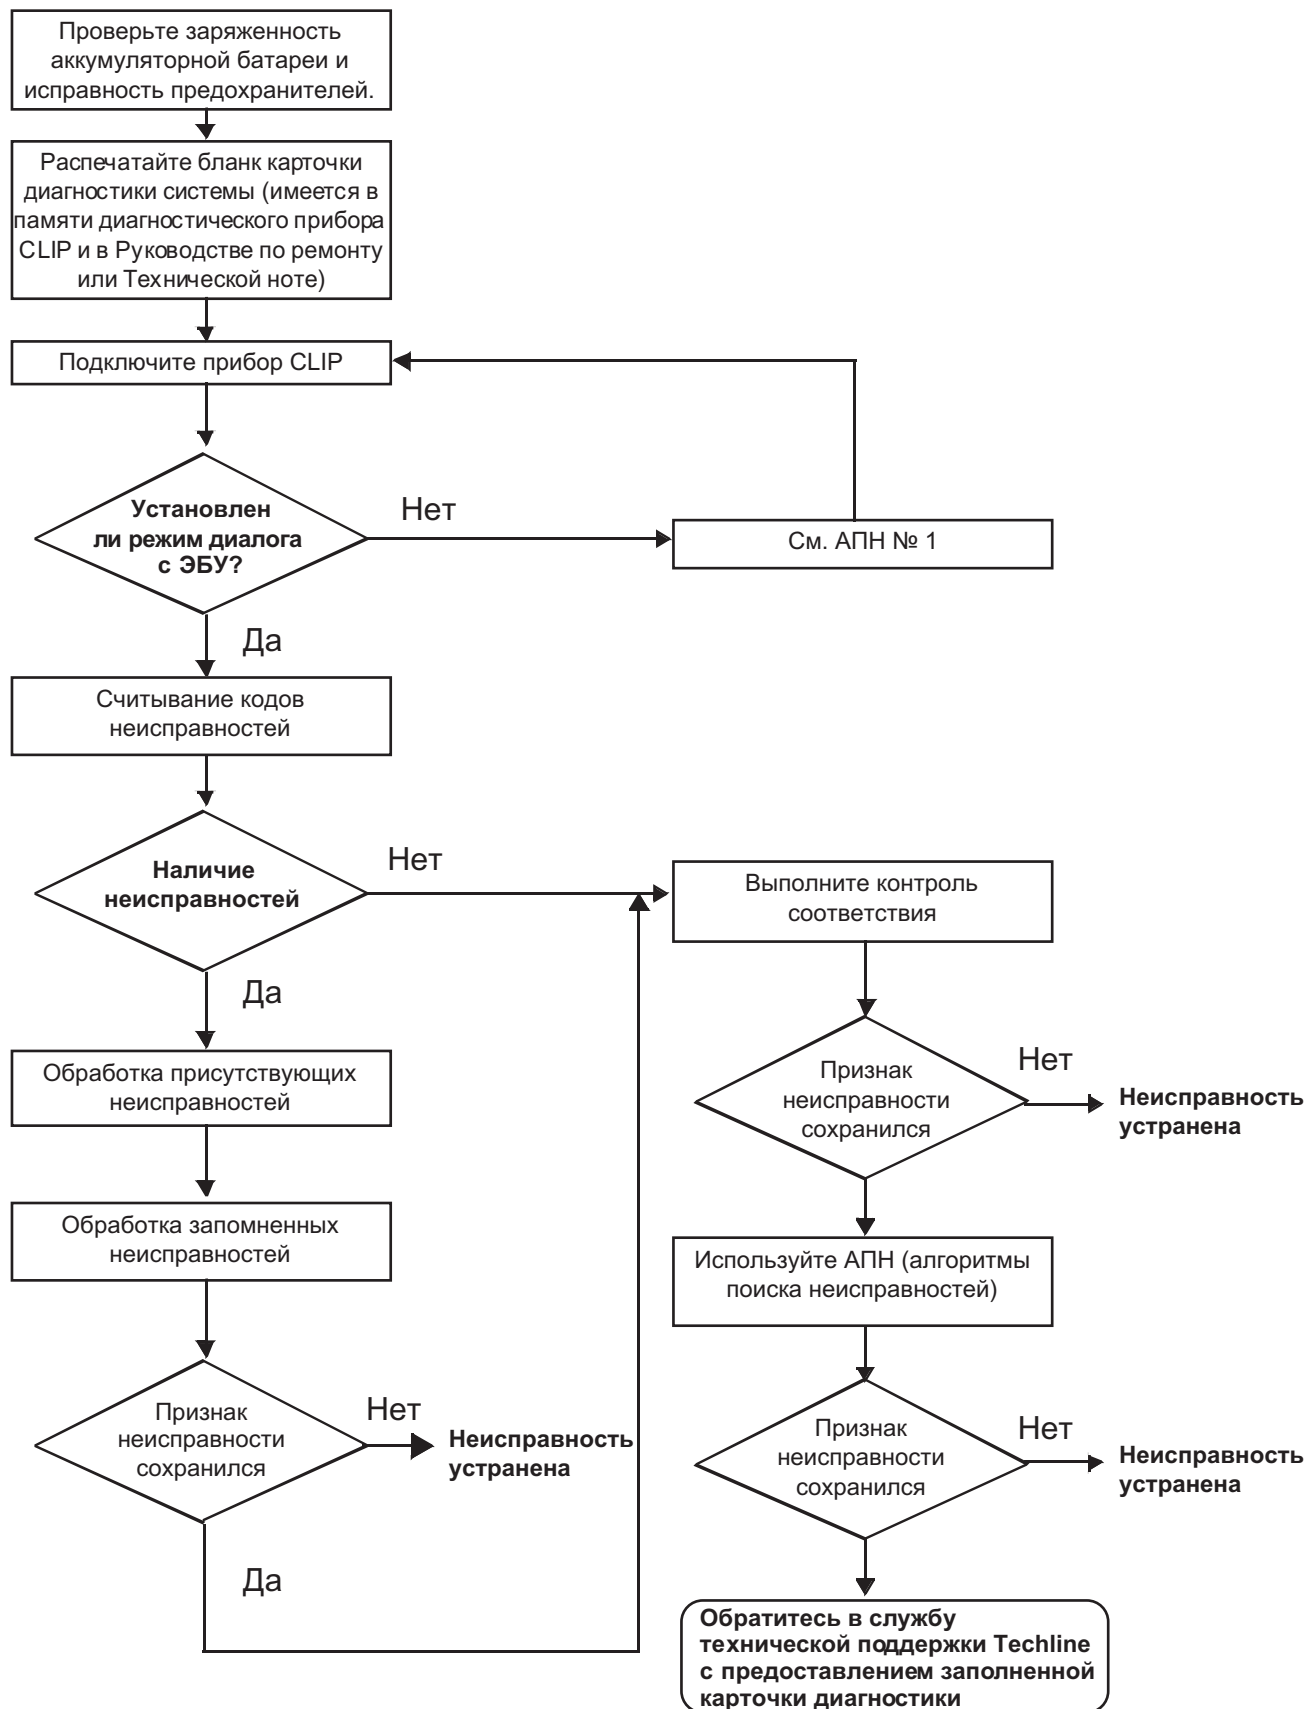 Проверьте заряженность
аккумуляторной батареи и
исправность предохранителей.
Распечатайте бланк карточки
диагностики системы (имеется в
памяти диагностического прибора
CLIP и в Руководстве по ремонту
или Технической ноте)
Подключите прибор CLIP
Установлен
ли режим диалога
с ЭБУ?
Нет
См. АПН № 1
Да
Считывание кодов
неисправностей
Наличие
неисправностей
Нет
Выполните контроль
соответствия
Да
Обработка присутствующих
неисправностей
Признак
неисправности
сохранился
Нет
Неисправность
устранена
Обработка запомненных
неисправностей
Используйте АПН (алгоритмы
поиска неисправностей)
Признак
неисправности
сохранился
Нет
Неисправность
устранена
Признак
неисправности
сохранился
Нет
Неисправность
устранена
Да
Обратитесь в службу
технической поддержки Techline
с предоставлением заполненной
карточки диагностики